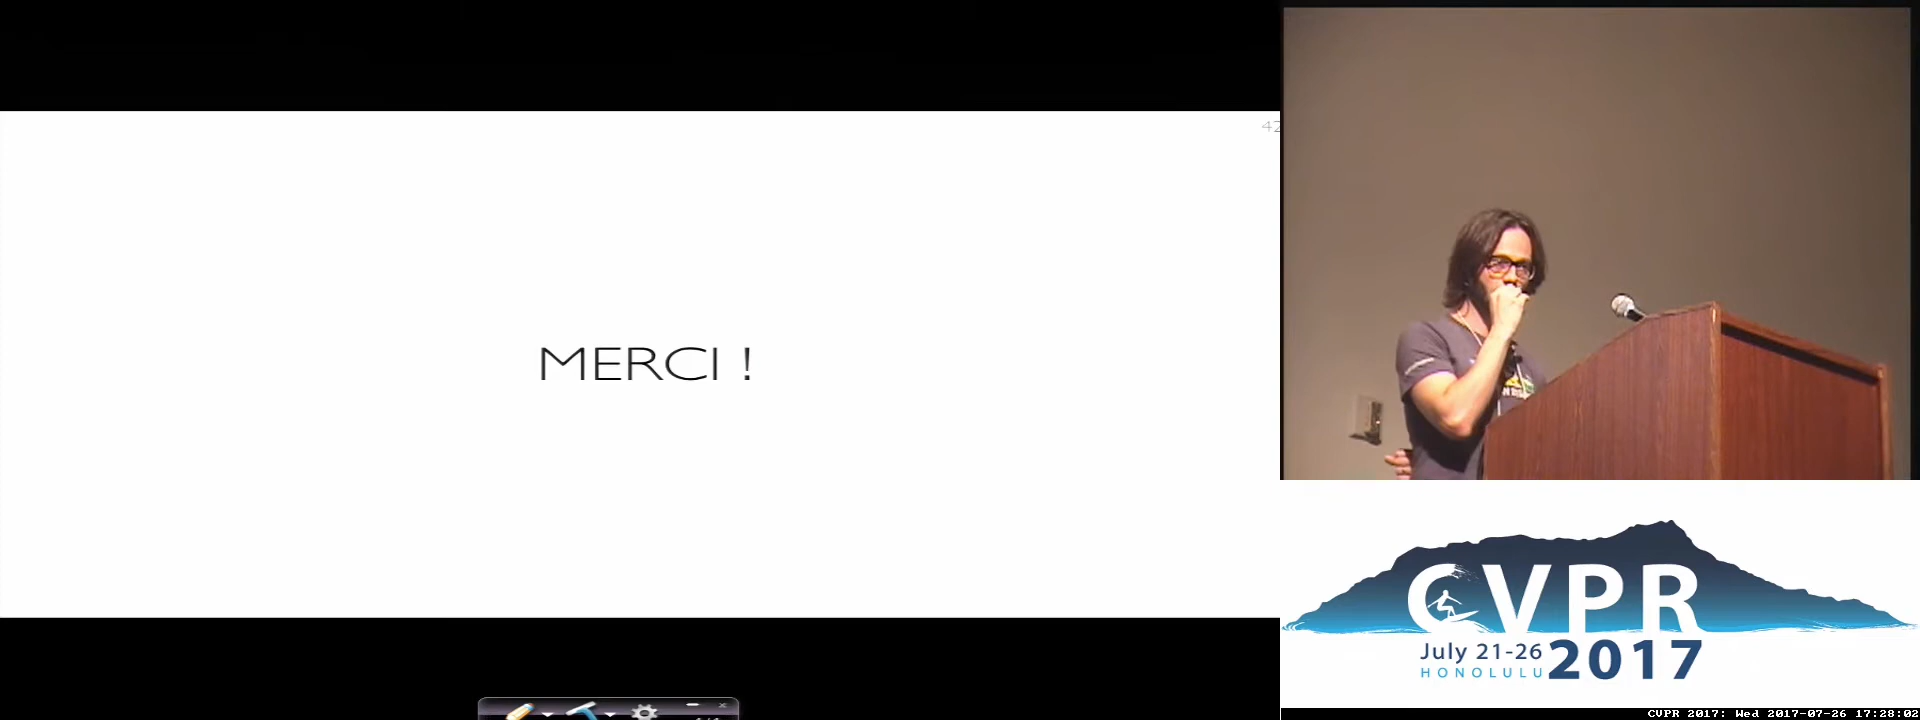 42
MERCI !
CVPR
July 21-26
HONOLULU
2017
CVPR 2017: Wed 2017-07-26 17:28:02